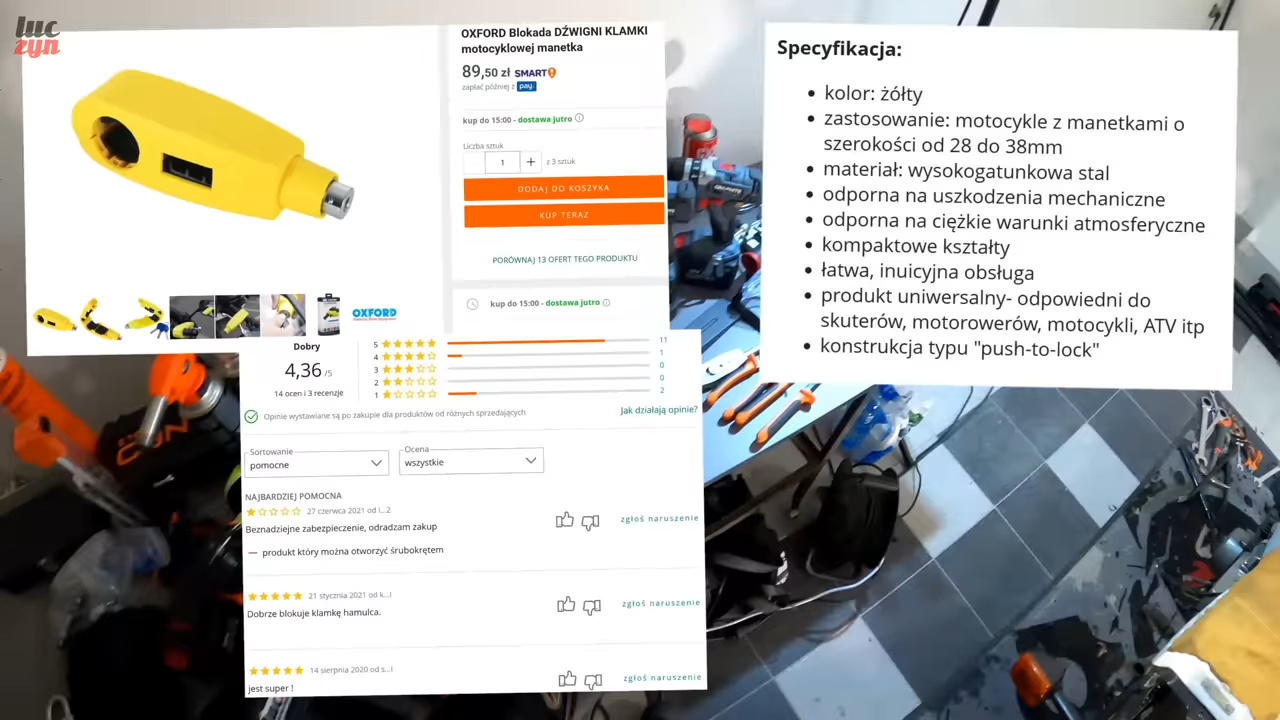 luc
zyn
OXFORD Blokada DŹWIGNI KLAMKI
motocyklowej manetka
89,50 zł SMART!
zapłać później z pay
kup do 15:00 - dostawa jutro
Liczba sztuk
1 + z 3 sztuk
DODAJ DO KOSZYKA
KUP TERAZ
PORÓWNAJ 13 OFERT TEGO PRODUKTU
kup do 15:00 - dostawa jutro
OXFORD
Dobry
4,36 /5
14 ocen i 3 recenzje
5 11
4 1
3 0
2 0
1 2
Opinie wystawiane są po zakupie dla produktów od różnych sprzedających
Jak działają opinie?
Sortowanie
pomocne
Ocena
wszystkie
NAJBARDZIEJ POMOCNA
27 czerwca 2021 od l...2
Beznadziejne zabezpieczenie, odradzam zakup
— produkt który można otworzyć śrubokrętem
zgłoś naruszenie
21 stycznia 2021 od k...l
Dobrze blokuje klamkę hamulca.
zgłoś naruszenie
14 sierpnia 2020 od s...l
jest super !
zgłoś naruszenie
Specyfikacja:
• kolor: żółty
• zastosowanie: motocykle z manetkami o
szerokości od 28 do 38mm
• materiał: wysokogatunkowa stal
• odporna na uszkodzenia mechaniczne
• odporna na ciężkie warunki atmosferyczne
• kompaktowe kształty
• łatwa, inuicyjna obsługa
• produkt uniwersalny- odpowiedni do
skuterów, motorowerów, motocykli, ATV itp
• konstrukcja typu "push-to-lock"